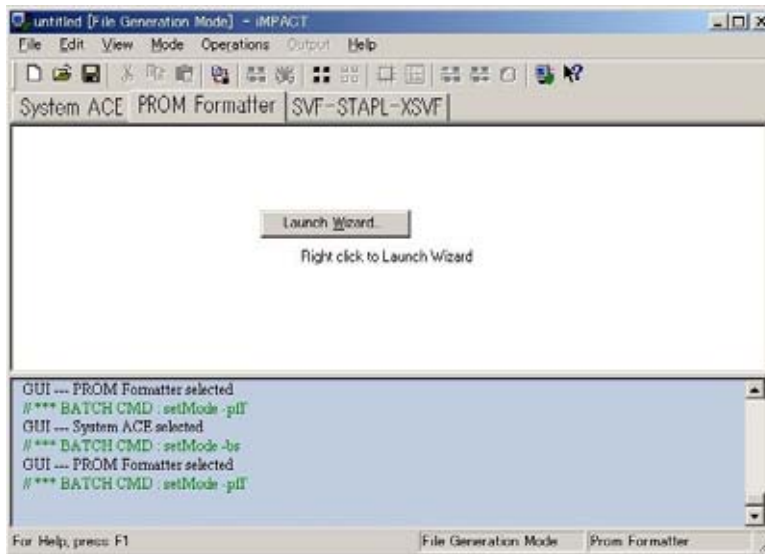 untitled [File Generation Mode] - iMPACT
File Edit View Mode Operations Output Help
System ACE PROM Formatter SVF-STAPL-XSVF
Launch Wizard...
Right click to Launch Wizard
GUI --- PROM Formatter selected
// *** BATCH CMD : setMode -pff
GUI --- System ACE selected
// *** BATCH CMD : setMode -bs
GUI --- PROM Formatter selected
// *** BATCH CMD : setMode -pff
For Help, press F1 File Generation Mode Prom Formatter